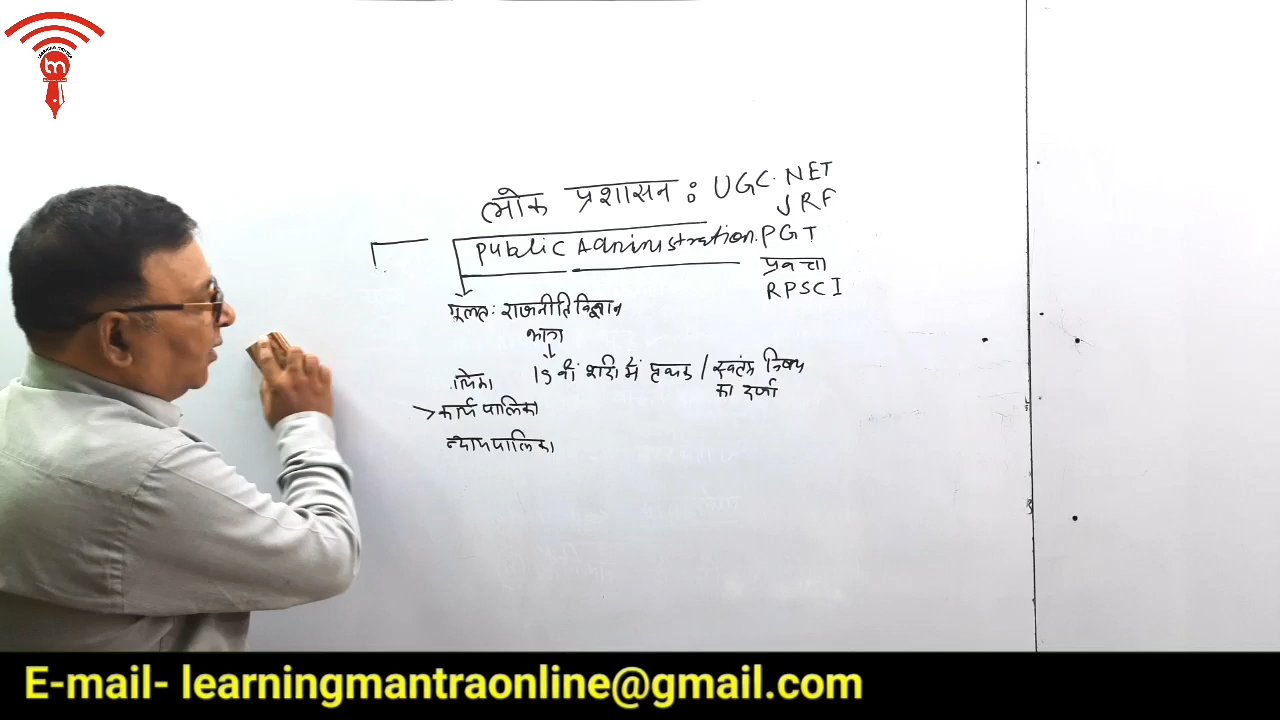 लोक प्रशासन : UGC. NET
JRF
Public Administration. PGT
प्रवक्ता
RPSC I
मूलतः राजनीति विज्ञान
भाग
19 वीं शदि में पृथक / स्वतंत्र विषय
का दर्जा
कार्यपालिका
न्यायपालिका
E-mail- learningmantraonline@gmail.com